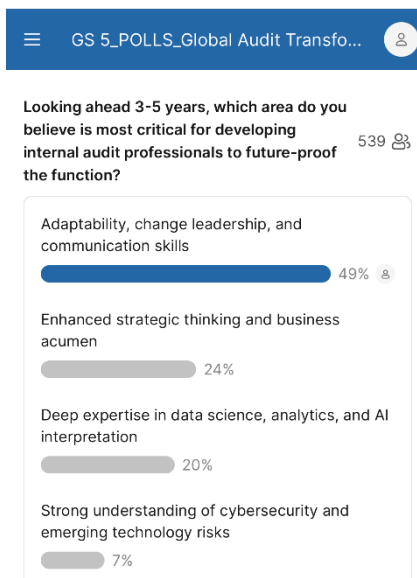 GS 5_POLLS_Global Audit Transfo...
Looking ahead 3-5 years, which area do you
believe is most critical for developing
internal audit professionals to future-proof
the function?
539
Adaptability, change leadership, and
communication skills
49%
Enhanced strategic thinking and business
acumen
24%
Deep expertise in data science, analytics, and AI
interpretation
20%
Strong understanding of cybersecurity and
emerging technology risks
7%